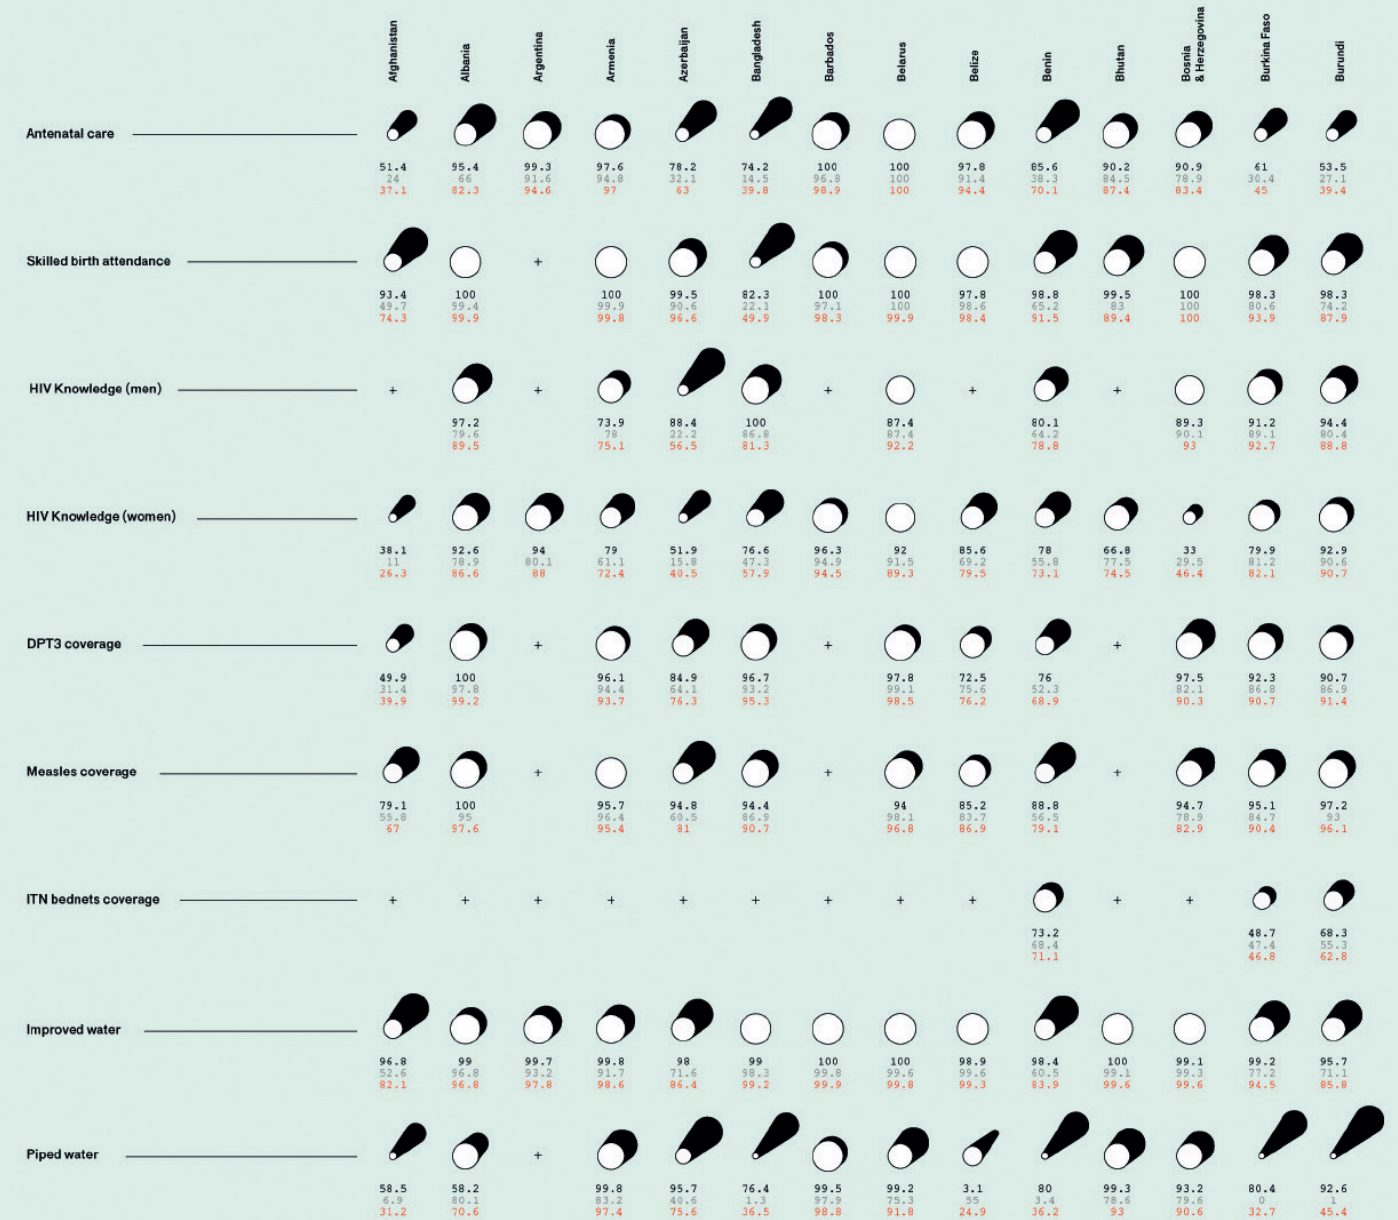 Afghanistan Albania Argentina Armenia Azerbaijan Bangladesh Barbados Belarus Belize Benin Bhutan Bosnia & Herzegovina Burkina Faso Burundi
Antenatal care
51.4 95.4 99.3 97.6 78.2 74.2 100 100 97.8 85.6 90.2 90.9 61 53.5
24 66 91.6 94.8 32.1 14.5 96.8 100 91.4 38.3 84.5 78.9 30.4 27.1
37.1 82.3 94.6 97 63 39.8 98.9 100 94.4 70.1 87.4 83.4 45 39.4
Skilled birth attendance +
93.4 100 100 99.5 82.3 100 100 97.8 98.8 99.5 100 98.3 98.3
49.7 99.4 99.9 90.6 22.1 97.1 100 98.6 65.2 83 100 80.6 74.2
74.3 99.9 99.8 96.6 49.9 98.3 99.9 98.4 91.5 89.4 100 93.9 87.9
HIV Knowledge (men) + + + + +
97.2 73.9 88.4 100 87.4 80.1 89.3 91.2 94.4
79.6 78 22.2 86.8 87.4 64.2 90.1 89.1 80.4
89.5 75.1 56.5 81.3 92.2 78.8 93 92.7 88.8
HIV Knowledge (women)
38.1 92.6 94 79 51.9 76.6 96.3 92 85.6 78 66.8 33 79.9 92.9
11 78.9 80.1 61.1 15.8 47.3 94.9 91.5 69.2 55.8 77.5 29.5 81.2 90.6
26.3 86.6 88 72.4 40.5 57.9 94.5 89.3 79.5 73.1 74.5 46.4 82.1 90.7
DPT3 coverage + + +
49.9 100 96.1 84.9 96.7 97.8 72.5 76 97.5 92.3 90.7
31.4 97.8 94.4 64.1 93.2 99.1 75.6 52.3 82.1 86.8 86.9
39.9 99.2 93.7 76.3 95.3 98.5 76.2 68.9 90.3 90.7 91.4
Measles coverage + + +
79.1 100 95.7 94.8 94.4 94 85.2 88.8 94.7 95.1 97.2
55.8 95 96.4 60.5 86.9 98.1 83.7 56.5 78.9 84.7 93
67 97.6 95.4 81 90.7 96.8 86.9 79.1 82.9 90.4 96.1
ITN bednets coverage + + + + + + + + + + +
73.2 48.7 68.3
68.4 47.4 55.3
71.1 46.8 62.8
Improved water
96.8 99 99.7 99.8 98 99 100 100 98.9 98.4 100 99.1 99.2 95.7
52.6 96.8 93.2 91.7 71.6 98.3 99.8 99.6 99.6 60.5 99.1 99.3 77.2 71.1
82.1 96.8 97.8 98.6 86.4 99.2 99.9 99.8 99.3 83.9 99.6 99.6 94.5 85.8
Piped water +
58.5 58.2 99.8 95.7 76.4 99.5 99.2 3.1 80 99.3 93.2 80.4 92.6
6.9 80.1 83.2 40.6 1.3 97.9 75.3 55 3.4 78.6 79.6 0 1
31.2 70.6 97.4 75.6 36.5 98.8 91.8 24.9 36.2 93 90.6 32.7 45.4